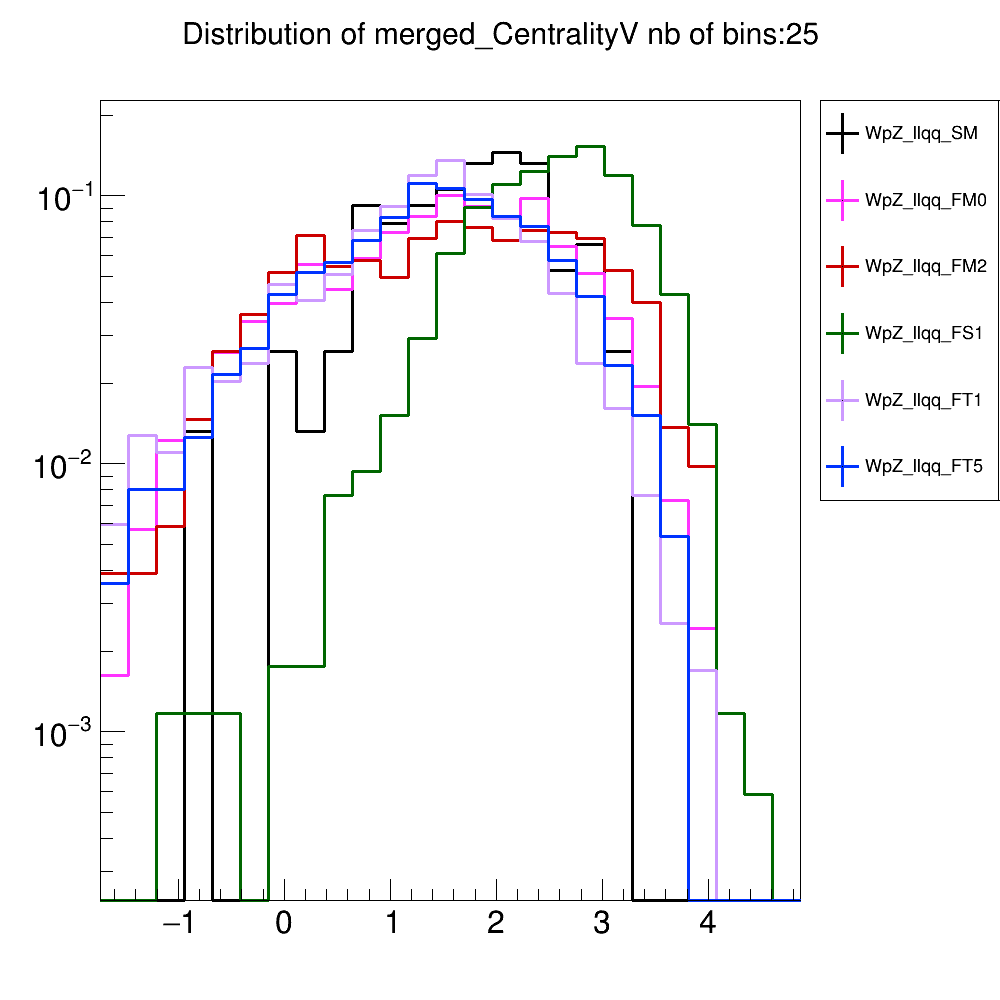 Distribution of merged_CentralityV nb of bins:25
10⁻¹
10⁻²
10⁻³
−1 0 1 2 3 4
WpZ_llqq_SM
WpZ_llqq_FM0
WpZ_llqq_FM2
WpZ_llqq_FS1
WpZ_llqq_FT1
WpZ_llqq_FT5